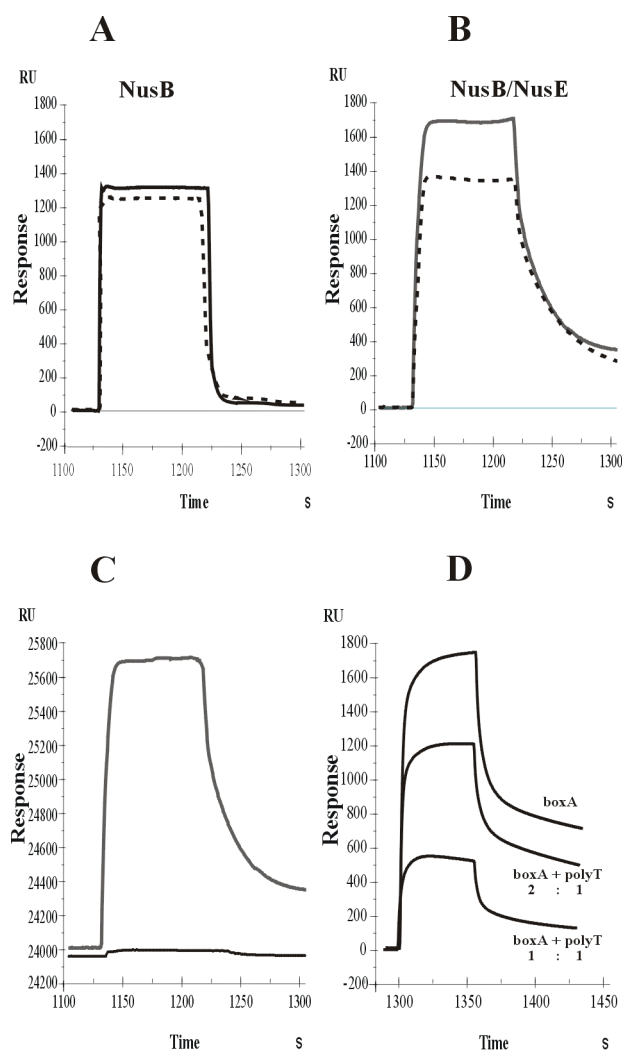 A
RU
NusB
1800
1600
1400
1200
1000
800
600
400
200
0
-200
Response
1100 1150 1200 1250 1300
Time s
B
RU
NusB/NusE
1800
1600
1400
1200
1000
800
600
400
200
0
-200
Response
1100 1150 1200 1250 1300
Time s
C
RU
25800
25600
25400
25200
25000
24800
24600
24400
24200
24000
24200
Response
1100 1150 1200 1250 1300
Time s
D
RU
1800
1600
1400
1200
1000
800
600
400
200
0
-200
Response
boxA
boxA + polyT
2 : 1
boxA + polyT
1 : 1
1300 1350 1400 1450
Time s